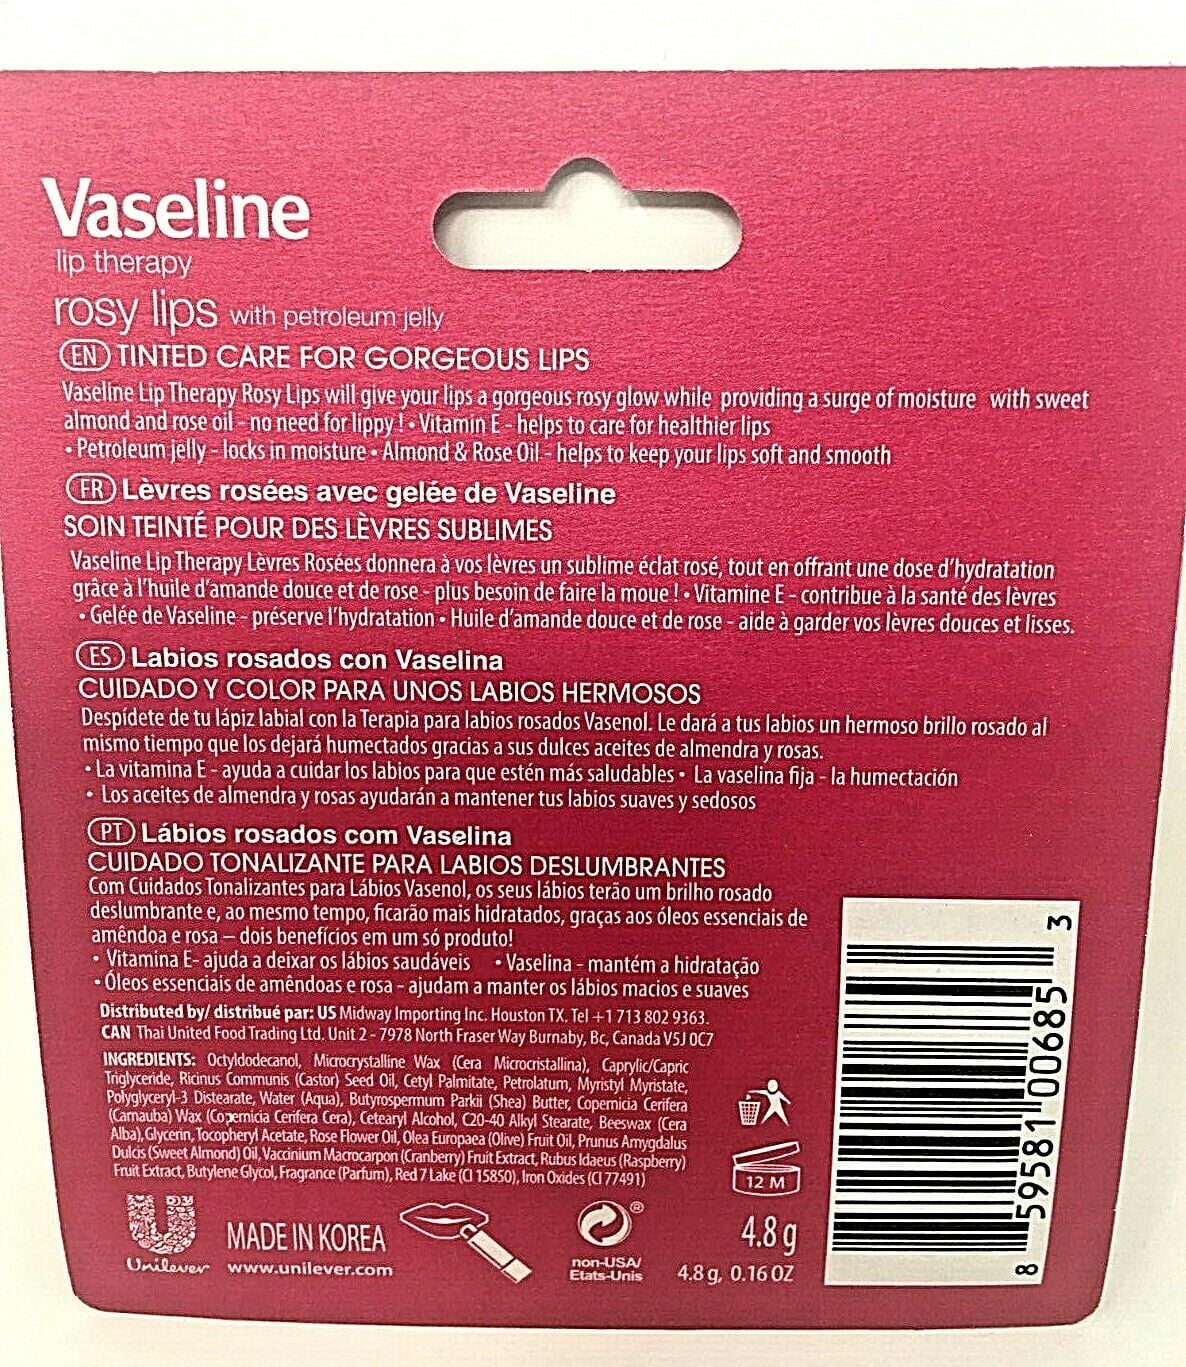 Vaseline
lip therapy
rosy lips with petroleum jelly
EN TINTED CARE FOR GORGEOUS LIPS
Vaseline Lip Therapy Rosy Lips will give your lips a gorgeous rosy glow while providing a surge of moisture with sweet
almond and rose oil - no need for lippy ! • Vitamin E - helps to care for healthier lips
• Petroleum jelly - locks in moisture • Almond & Rose Oil - helps to keep your lips soft and smooth
FR Lèvres rosées avec gelée de Vaseline
SOIN TEINTÉ POUR DES LÈVRES SUBLIMES
Vaseline Lip Therapy Lèvres Rosées donnera à vos lèvres un sublime éclat rosé, tout en offrant une dose d'hydratation
grâce à l'huile d'amande douce et de rose - plus besoin de faire la moue ! • Vitamine E - contribue à la santé des lèvres
• Gelée de Vaseline - préserve l'hydratation • Huile d'amande douce et de rose - aide à garder vos lèvres douces et lisses.
ES Labios rosados con Vaselina
CUIDADO Y COLOR PARA UNOS LABIOS HERMOSOS
Despídete de tu lápiz labial con la Terapia para labios rosados Vasenol. Le dará a tus labios un hermoso brillo rosado al
mismo tiempo que los dejará humectados gracias a sus dulces aceites de almendra y rosas.
• La vitamina E - ayuda a cuidar los labios para que estén más saludables • La vaselina fija - la humectación
• Los aceites de almendra y rosas ayudarán a mantener tus labios suaves y sedosos
PT Lábios rosados com Vaselina
CUIDADO TONALIZANTE PARA LABIOS DESLUMBRANTES
Com Cuidados Tonalizantes para Lábios Vasenol, os seus lábios terão um brilho rosado
deslumbrante e, ao mesmo tempo, ficarão mais hidratados, graças aos óleos essenciais de
amêndoa e rosa – dois benefícios em um só produto!
• Vitamina E- ajuda a deixar os lábios saudáveis • Vaselina - mantém a hidratação
• Óleos essenciais de amêndoas e rosa - ajudam a manter os lábios macios e suaves
Distributed by/ distribué par: US Midway Importing Inc. Houston TX. Tel +1 713 802 9363.
CAN Thai United Food Trading Ltd. Unit 2 - 7978 North Fraser Way Burnaby, Bc, Canada V5J 0C7
INGREDIENTS: Octyldodecanol, Microcrystalline Wax (Cera Microcristallina), Caprylic/Capric
Triglyceride, Ricinus Communis (Castor) Seed Oil, Cetyl Palmitate, Petrolatum, Myristyl Myristate,
Polyglyceryl-3 Distearate, Water (Aqua), Butyrospermum Parkii (Shea) Butter, Copernicia Cerifera
(Carnauba) Wax (Copernicia Cerifera Cera), Cetearyl Alcohol, C20-40 Alkyl Stearate, Beeswax (Cera
Alba), Glycerin, Tocopheryl Acetate, Rose Flower Oil, Olea Europaea (Olive) Fruit Oil, Prunus Amygdalus
Dulcis (Sweet Almond) Oil, Vaccinium Macrocarpon (Cranberry) Fruit Extract, Rubus Idaeus (Raspberry)
Fruit Extract, Butylene Glycol, Fragrance (Parfum), Red 7 Lake (CI 15850), Iron Oxides (CI 77491)
12 M
Unilever
MADE IN KOREA
www.unilever.com
®
non-USA/
Etats-Unis
4.8 g
4.8 g, 0.16 OZ
8 59581 00685 3